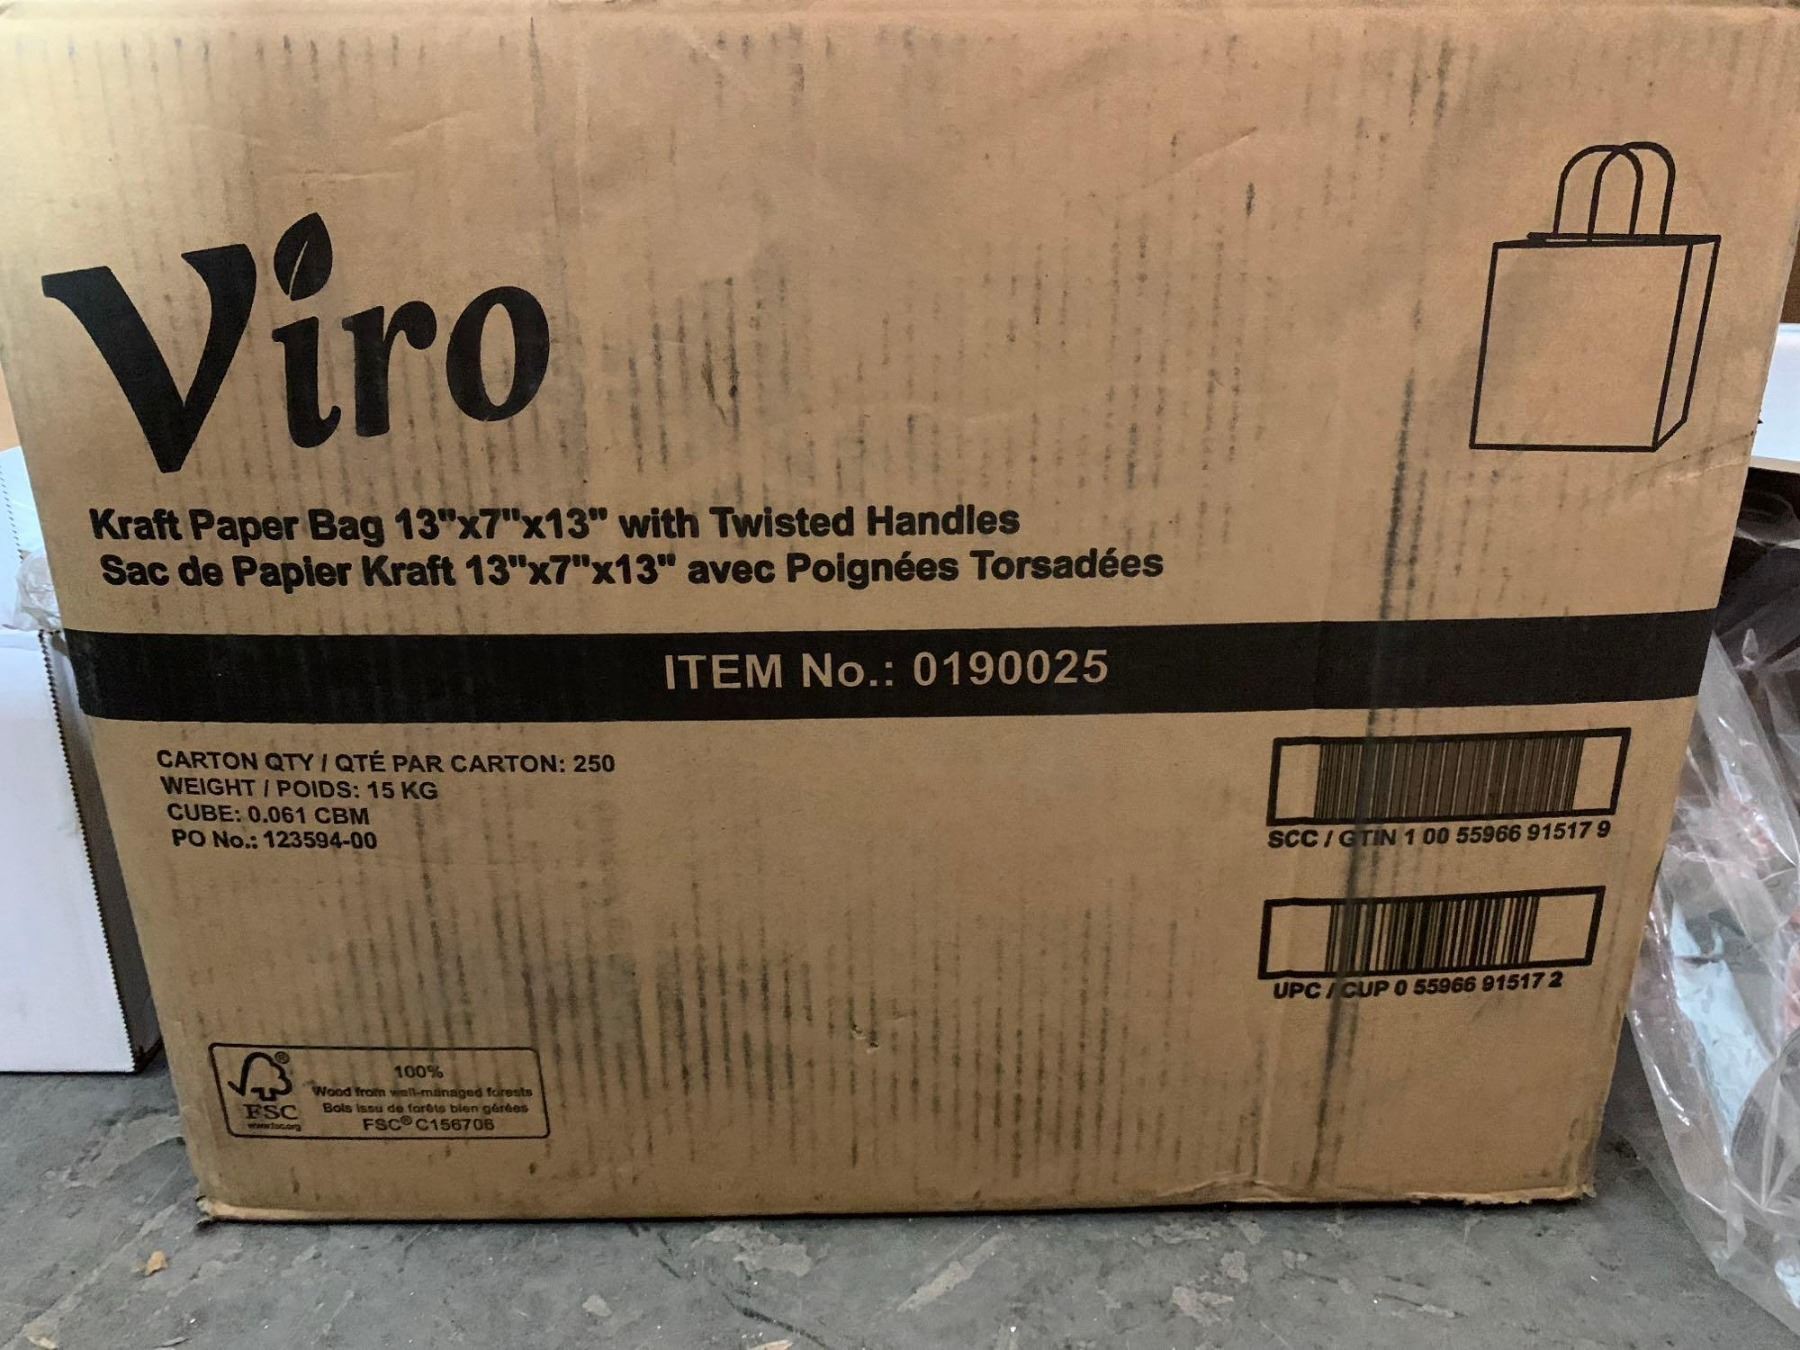 Viro
Kraft Paper Bag 13"x7"x13" with Twisted Handles
Sac de Papier Kraft 13"x7"x13" avec Poignées Torsadées
ITEM No.: 0190025
CARTON QTY / QTÉ PAR CARTON: 250
WEIGHT / POIDS: 15 KG
CUBE: 0.061 CBM
PO No.: 123594-00
SCC / GTIN 1 00 55966 91517 9
UPC / CUP 0 55966 91517 2
100%
Wood from well-managed forests
Bois issu de forêts bien gérées
FSC® C156706
®
FSC
www.fsc.org